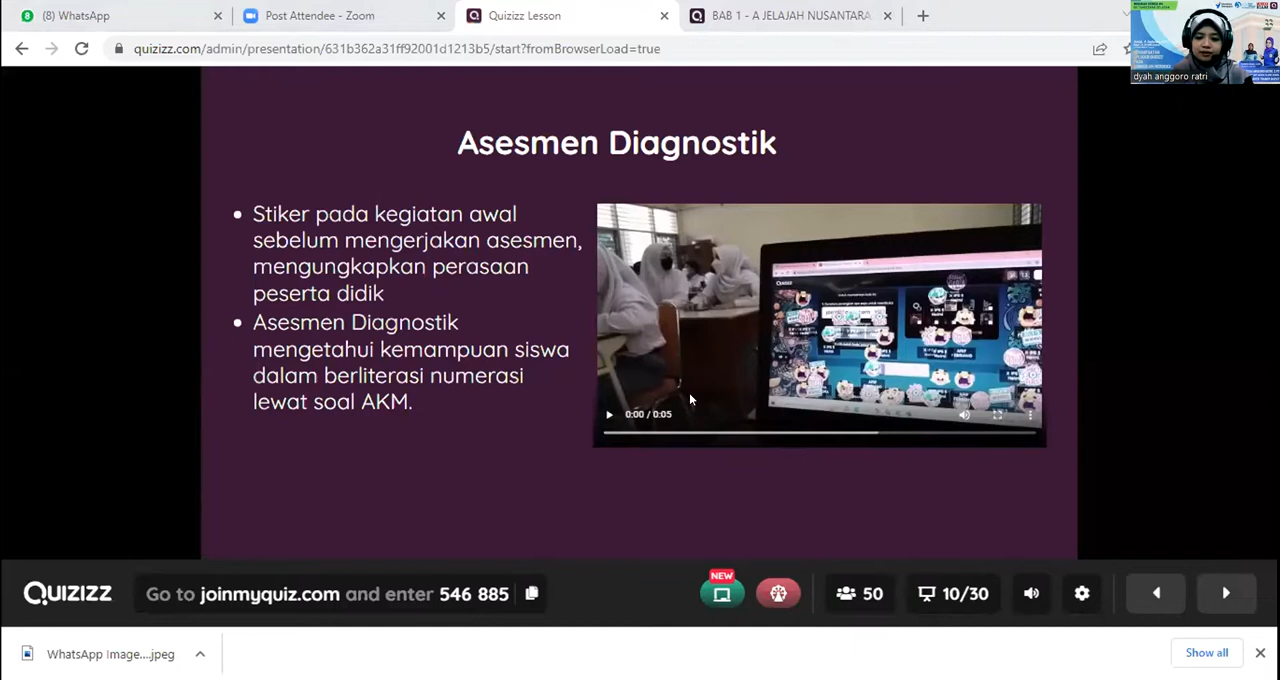 (8) WhatsApp
Post Attendee - Zoom
Quizizz Lesson
BAB 1 - A JELAJAH NUSANTARA
quizizz.com/admin/presentation/631b362a31ff92001d1213b5/start?fromBrowserLoad=true
dyah anggoro ratri
Asesmen Diagnostik
Stiker pada kegiatan awal
sebelum mengerjakan asesmen,
mengungkapkan perasaan
peserta didik
Asesmen Diagnostik
mengetahui kemampuan siswa
dalam berliterasi numerasi
lewat soal AKM.
0:00 / 0:05
NEW
QUIZIZZ
Go to joinmyquiz.com and enter 546 885
50
10/30
WhatsApp Image....jpeg
Show all